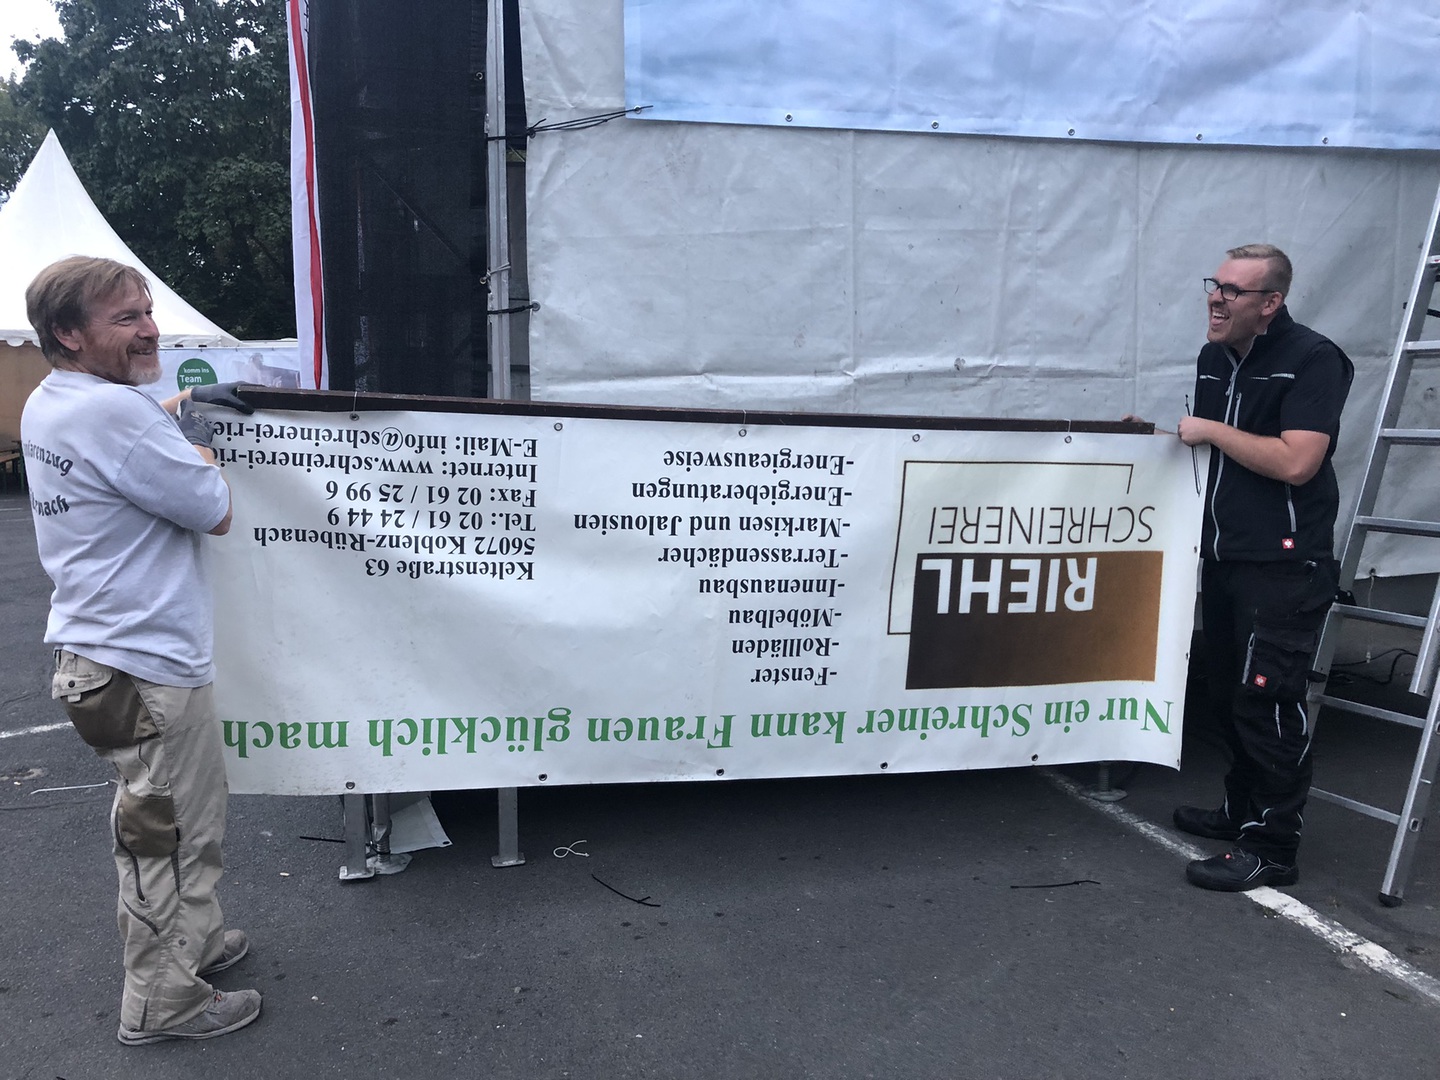 Nur ein Schreiner kann Frauen glücklich mach
RIEHL
SCHREINEREI
-Fenster
-Rollläden
-Möbelbau
-Innenausbau
-Terrassendächer
-Markisen und Jalousien
-Energieberatungen
-Energieausweise
Keltenstraße 63
56072 Koblenz-Rübenach
Tel.: 02 61 / 24 44 9
Fax: 02 61 / 25 99 6
Internet: www.schreinerei-rie
E-Mail: info@schreinerei-rie
komm ins
Team